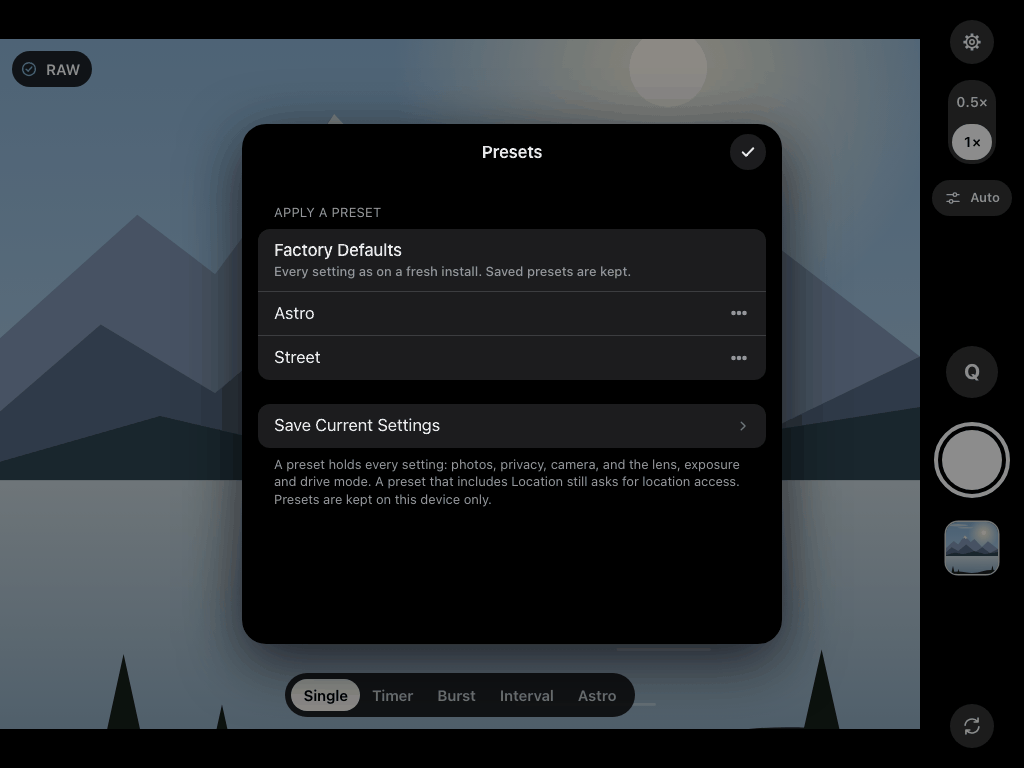 RAW
0.5×
1×
Auto
Presets
APPLY A PRESET
Factory Defaults
Every setting as on a fresh install. Saved presets are kept.
Astro
Street
Save Current Settings
A preset holds every setting: photos, privacy, camera, and the lens, exposure
and drive mode. A preset that includes Location still asks for location access.
Presets are kept on this device only.
Q
Single
Timer
Burst
Interval
Astro